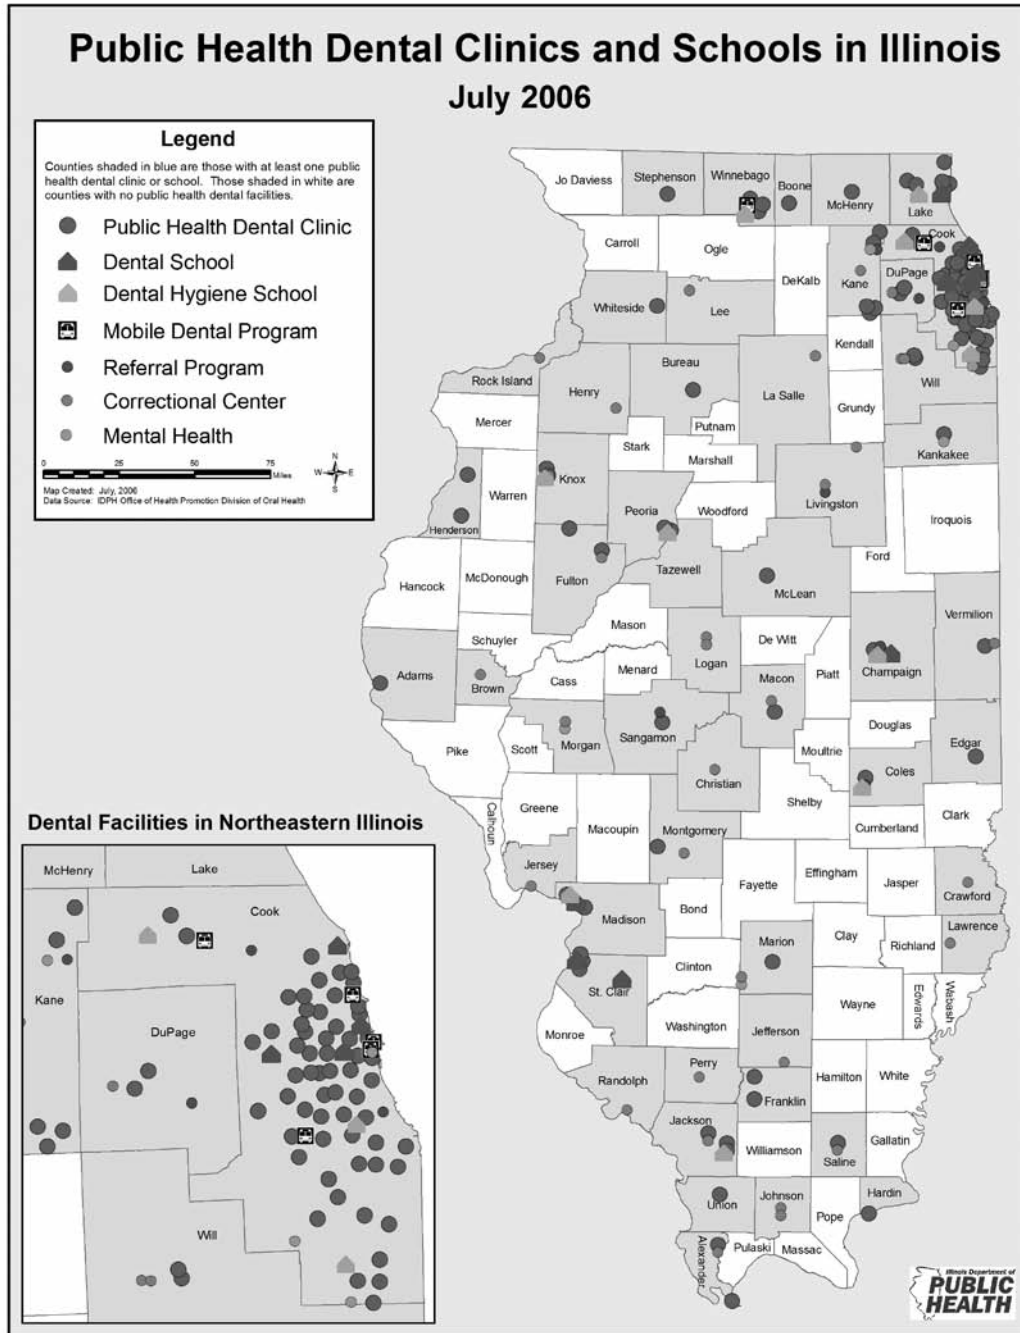 Public Health Dental Clinics and Schools in Illinois
July 2006
Legend
Counties shaded in blue are those with at least one public
health dental clinic or school. Those shaded in white are
counties with no public health dental facilities.
Public Health Dental Clinic
Dental School
Dental Hygiene School
Mobile Dental Program
Referral Program
Correctional Center
Mental Health
0 25 50 75
Miles
N
W E
S
Map Created: July, 2006
Data Source: IDPH Office of Health Promotion Division of Oral Health
Jo Daviess
Stephenson
Winnebago
Boone
McHenry
Lake
Carroll
Ogle
DeKalb
Kane
Cook
DuPage
Whiteside
Lee
Kendall
Will
Rock Island
Henry
Bureau
La Salle
Grundy
Mercer
Putnam
Stark
Marshall
Kankakee
Henderson
Warren
Knox
Peoria
Woodford
Livingston
Iroquois
Ford
Hancock
McDonough
Fulton
Tazewell
McLean
Vermilion
Schuyler
Mason
Logan
De Witt
Piatt
Champaign
Adams
Brown
Cass
Menard
Macon
Douglas
Edgar
Pike
Scott
Morgan
Sangamon
Christian
Moultrie
Coles
Shelby
Cumberland
Clark
Calhoun
Greene
Macoupin
Montgomery
Jersey
Fayette
Effingham
Jasper
Crawford
Madison
Bond
Marion
Clay
Richland
Lawrence
St. Clair
Clinton
Wayne
Edwards
Wabash
Monroe
Washington
Jefferson
Randolph
Perry
Hamilton
White
Franklin
Jackson
Williamson
Saline
Gallatin
Union
Johnson
Pope
Hardin
Alexander
Pulaski
Massac
Dental Facilities in Northeastern Illinois
McHenry
Lake
Cook
Kane
DuPage
Will
Illinois Department of
PUBLIC
HEALTH